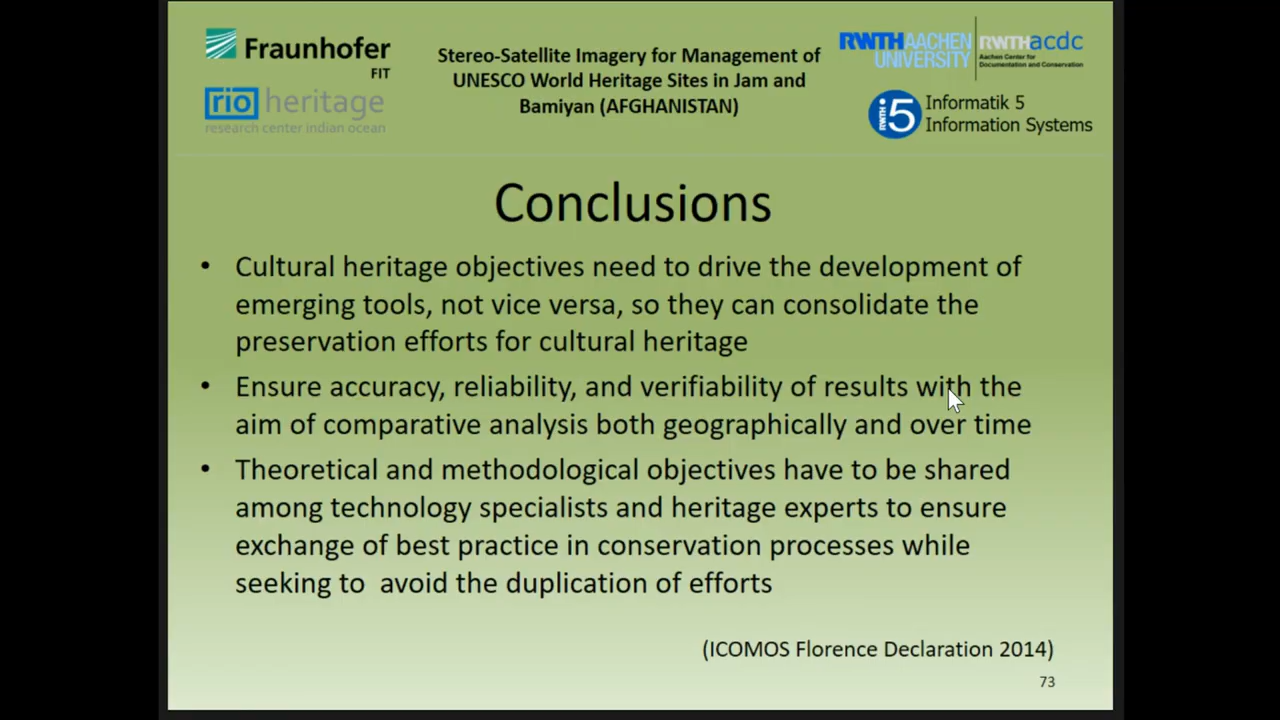 Fraunhofer
FIT
rio heritage
research center indian ocean
Stereo-Satellite Imagery for Management of
UNESCO World Heritage Sites in Jam and
Bamiyan (AFGHANISTAN)
RWTH AACHEN
UNIVERSITY
RWTH acdc
Aachen Center for
Documentation and Conservation
RWTH i5
Informatik 5
Information Systems
Conclusions
• Cultural heritage objectives need to drive the development of
emerging tools, not vice versa, so they can consolidate the
preservation efforts for cultural heritage
• Ensure accuracy, reliability, and verifiability of results with the
aim of comparative analysis both geographically and over time
• Theoretical and methodological objectives have to be shared
among technology specialists and heritage experts to ensure
exchange of best practice in conservation processes while
seeking to  avoid the duplication of efforts
(ICOMOS Florence Declaration 2014)
73